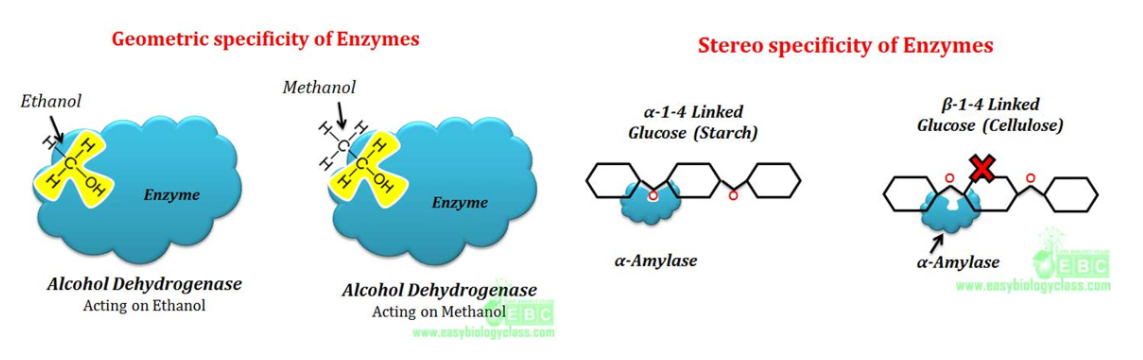 Geometric specificity of Enzymes
Ethanol
H
H
C
H
OH
Enzyme
Alcohol Dehydrogenase
Acting on Ethanol
Methanol
H
H
C
H
H
C
H
OH
Enzyme
Alcohol Dehydrogenase
Acting on Methanol
EBC
www.easybiologyclass.com
Stereo specificity of Enzymes
α-1-4 Linked
Glucose (Starch)
O
O
α-Amylase
β-1-4 Linked
Glucose (Cellulose)
O
O
α-Amylase
EBC
www.easybiologyclass.com